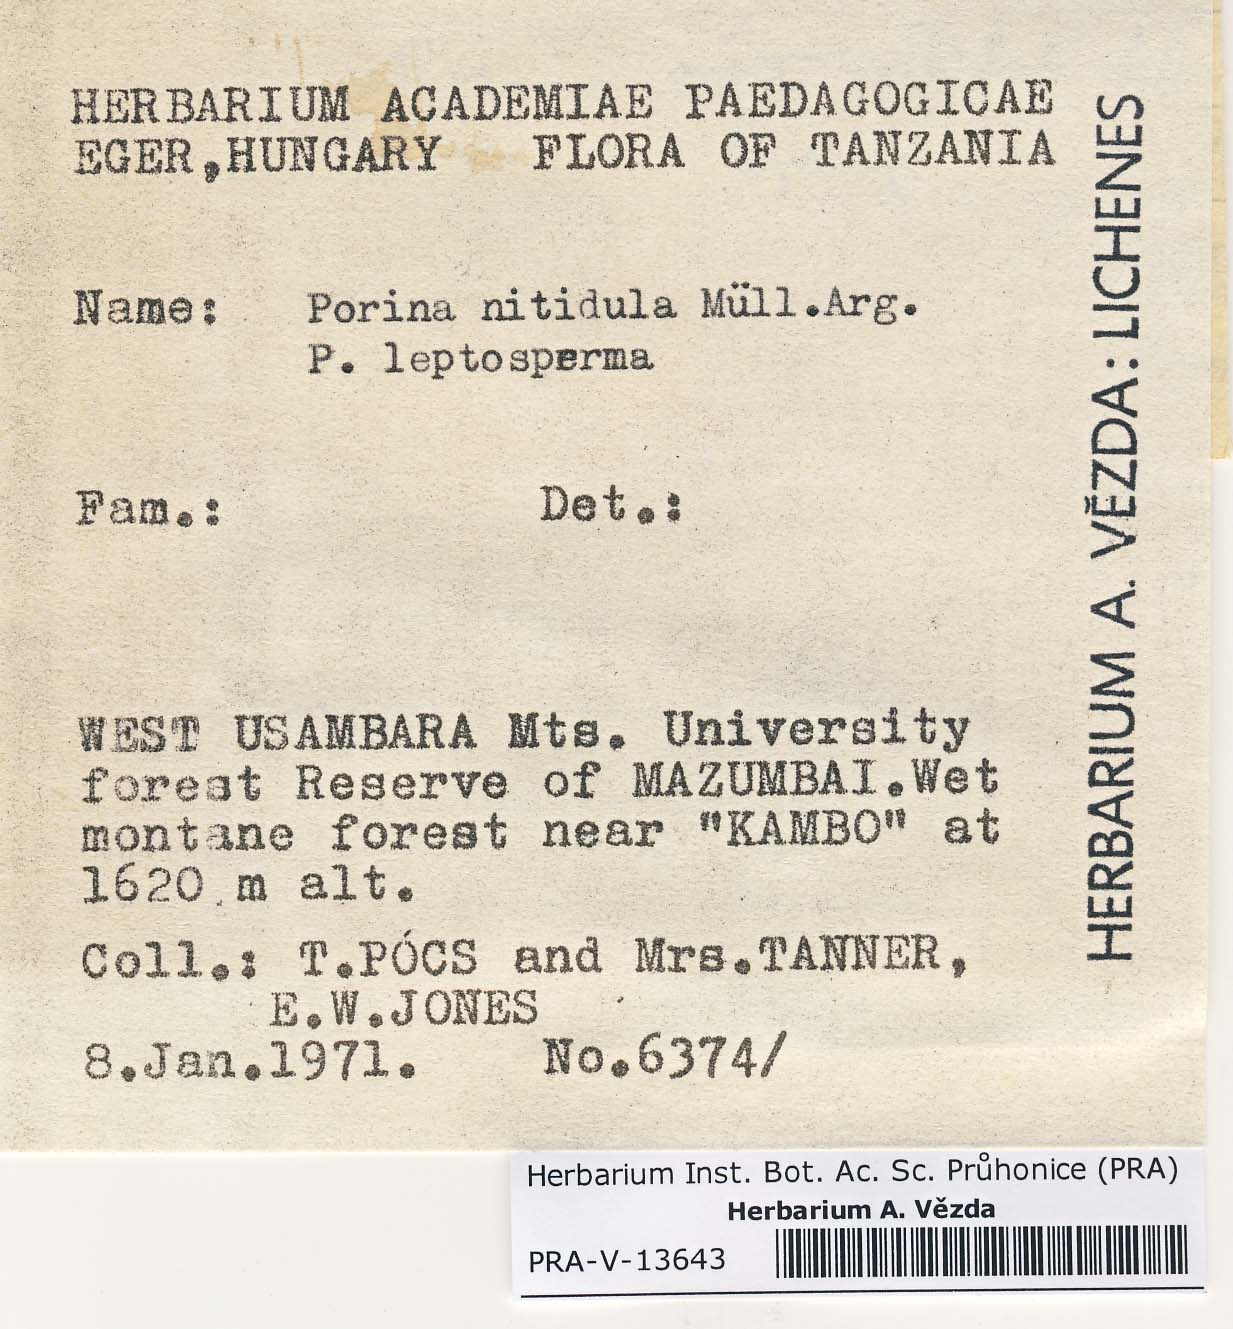 HERBARIUM ACADEMIAE PAEDAGOGICAE
EGER,HUNGARY FLORA OF TANZANIA
Name: Porina nitidula Müll.Arg.
P. leptosperma
Fam.: Det.:
WEST USAMBARA Mts. University
forest Reserve of MAZUMBAI.Wet
montane forest near "KAMBO" at
1620 m alt.
Coll.: T.PÓCS and Mrs.TANNER,
E.W.JONES
8.Jan.1971. No.6374/
HERBARIUM A. VĚZDA: LICHENES
Herbarium Inst. Bot. Ac. Sc. Průhonice (PRA)
Herbarium A. Vězda
PRA-V-13643